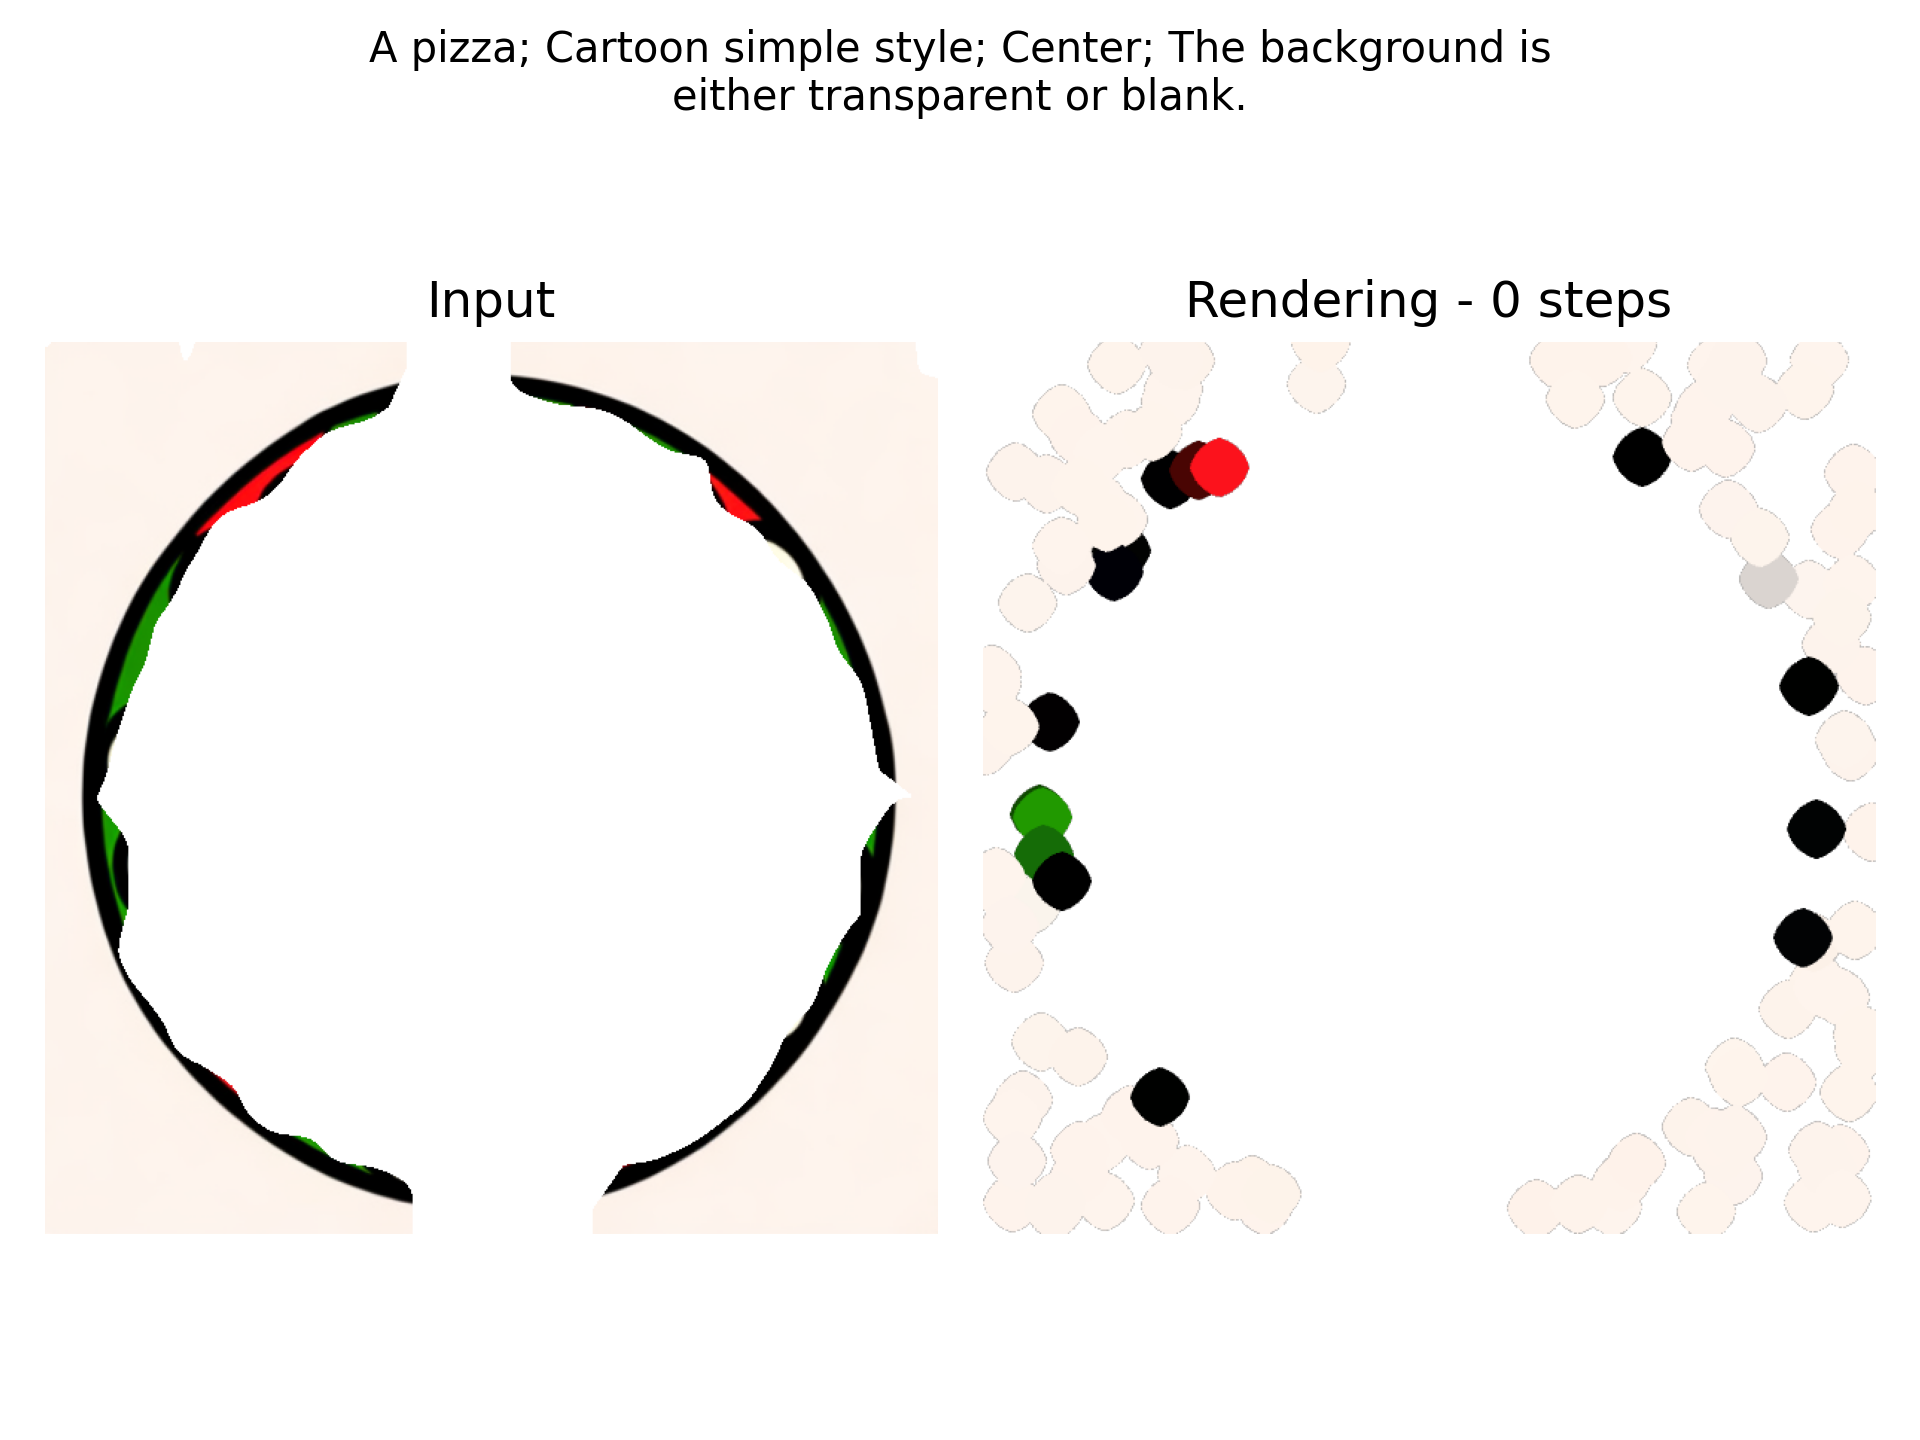 A pizza; Cartoon simple style; Center; The background is
either transparent or blank.
Input
Rendering - 0 steps